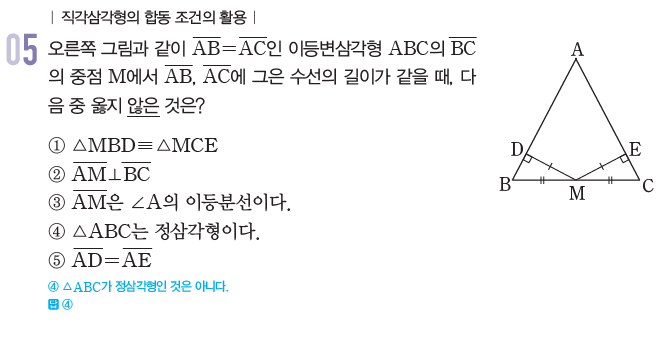 | 직각삼각형의 합동 조건의 활용 |
05 오른쪽 그림과 같이 AB=AC인 이등변삼각형 ABC의 BC
의 중점 M에서 AB, AC에 그은 수선의 길이가 같을 때, 다
음 중 옳지 않은 것은?
① △MBD≡△MCE
② AM⊥BC
③ AM은 ∠A의 이등분선이다.
④ △ABC는 정삼각형이다.
⑤ AD=AE
④ △ABC가 정삼각형인 것은 아니다.
답 ④
A
D E
B M C